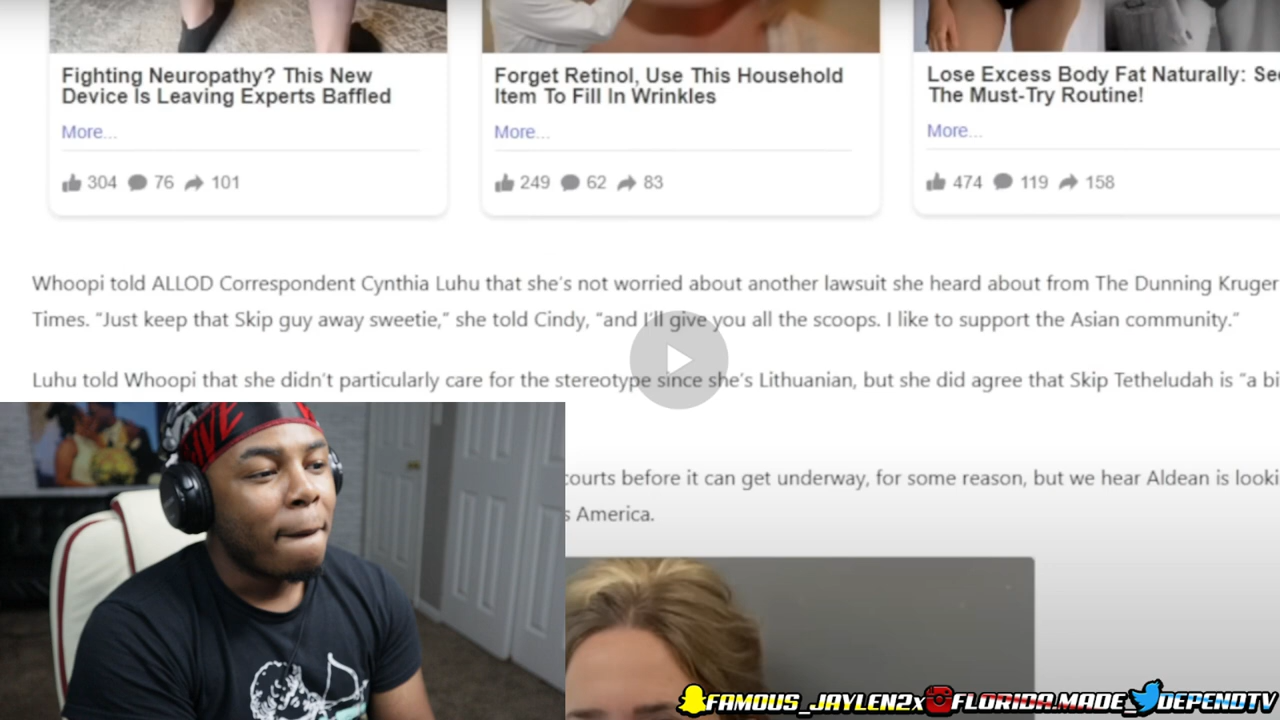 Fighting Neuropathy? This New
Device Is Leaving Experts Baffled
More...
304 76 101
Forget Retinol, Use This Household
Item To Fill In Wrinkles
More...
249 62 83
Lose Excess Body Fat Naturally: Se
The Must-Try Routine!
More...
474 119 158
Whoopi told ALLOD Correspondent Cynthia Luhu that she's not worried about another lawsuit she heard about from The Dunning Kruger
Times. “Just keep that Skip guy away sweetie,” she told Cindy, “and I'll give you all the scoops. I like to support the Asian community.”
Luhu told Whoopi that she didn't particularly care for the stereotype since she's Lithuanian, but she did agree that Skip Tetheludah is “a bi
courts before it can get underway, for some reason, but we hear Aldean is looki
s America.
FAMOUS_JAYLEN2x FLORIDA.MADE_ DEPENDTV